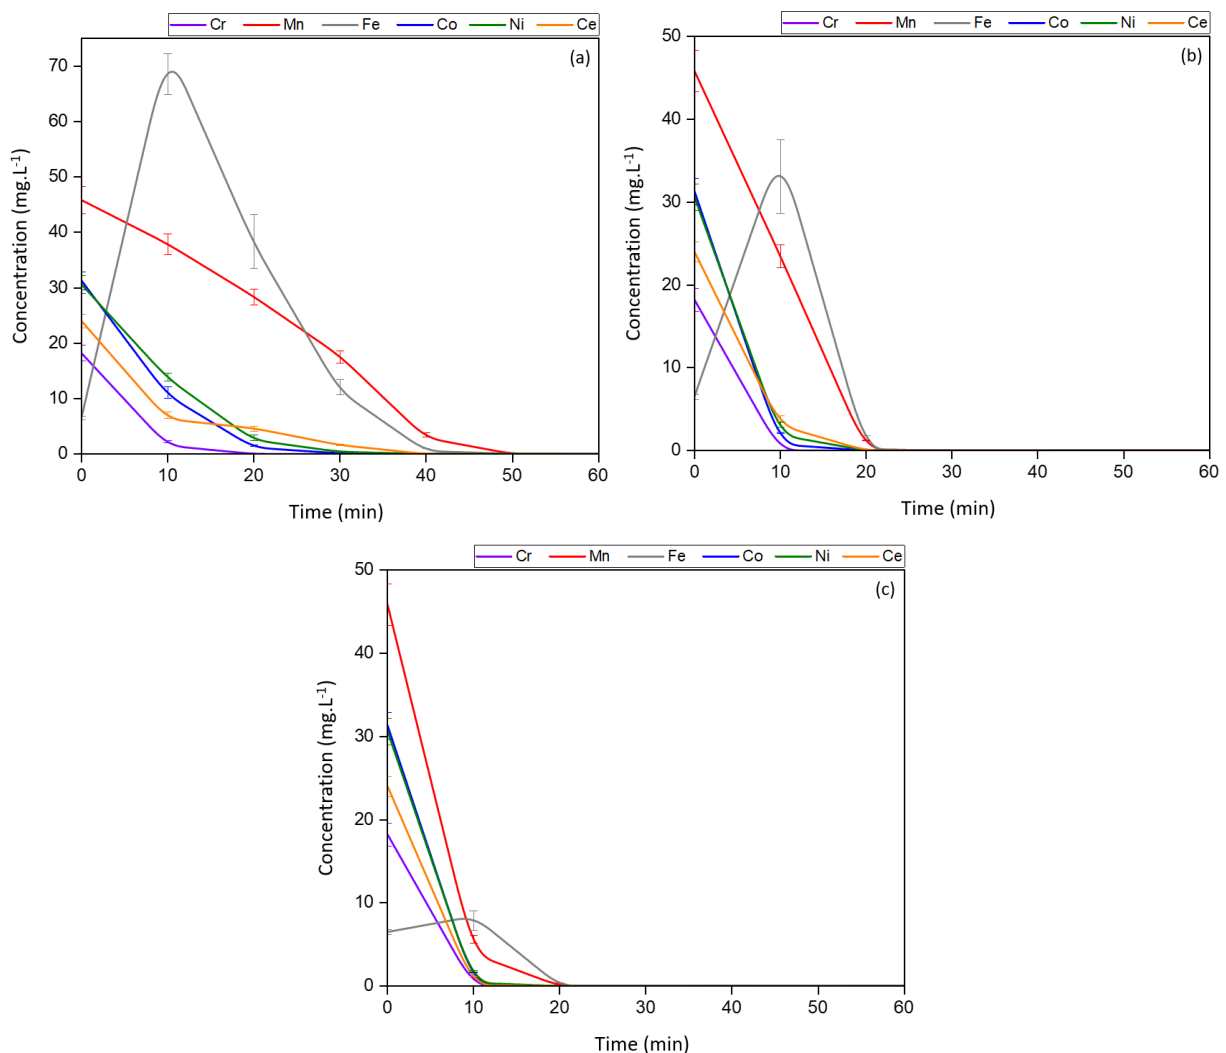 Cr Mn Fe Co Ni Ce
(a)
Concentration (mg.L-1)
70
60
50
40
30
20
10
0
0 10 20 30 40 50 60
Time (min)
Cr Mn Fe Co Ni Ce
(b)
Concentration (mg.L-1)
50
40
30
20
10
0
0 10 20 30 40 50 60
Time (min)
Cr Mn Fe Co Ni Ce
(c)
Concentration (mg.L-1)
50
40
30
20
10
0
0 10 20 30 40 50 60
Time (min)